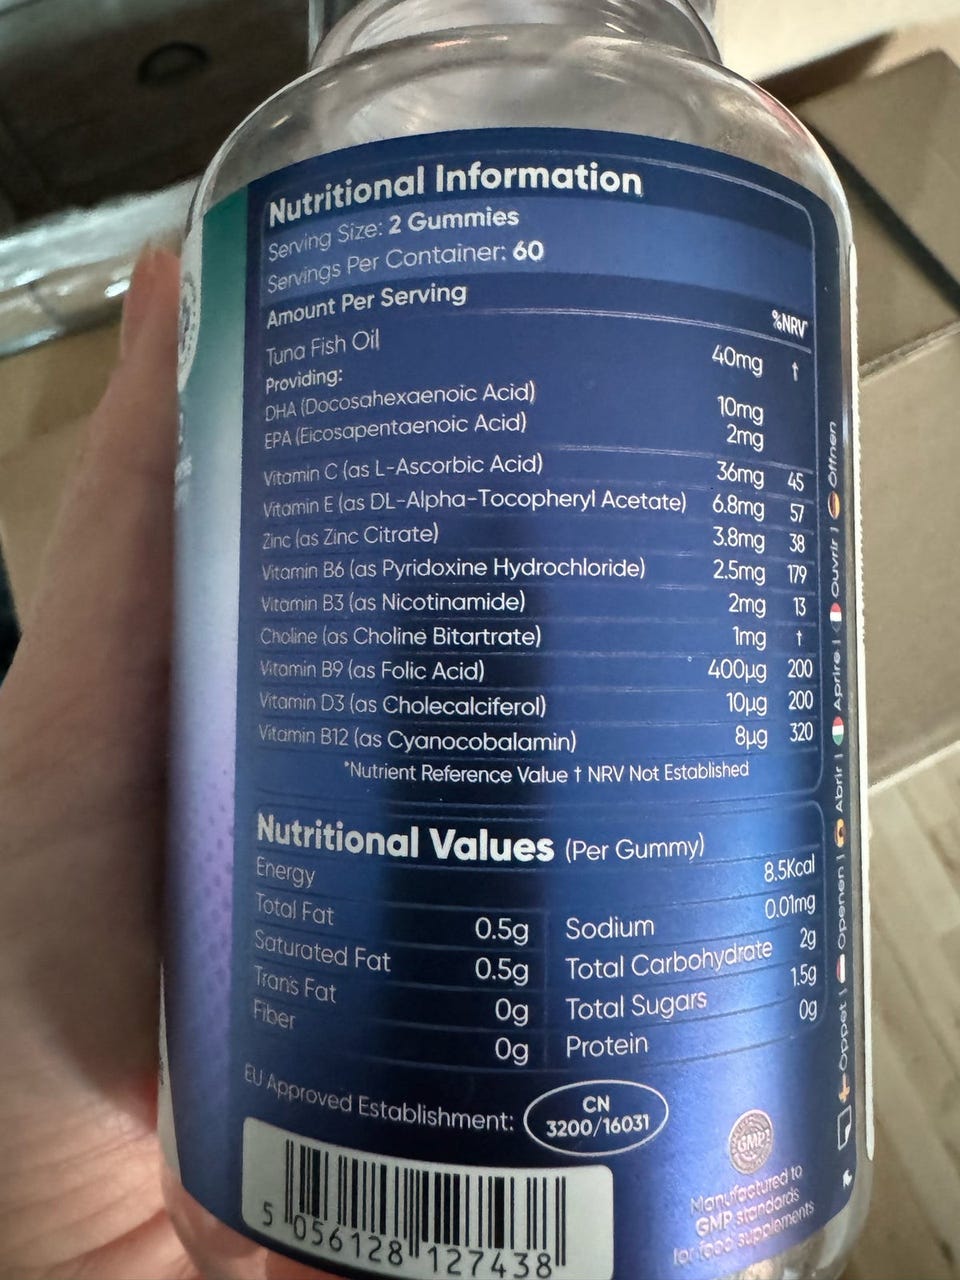 Nutritional Information
Serving Size: 2 Gummies
Servings Per Container: 60
Amount Per Serving %NRV*
Tuna Fish Oil 40mg †
Providing:
DHA (Docosahexaenoic Acid) 10mg
EPA (Eicosapentaenoic Acid) 2mg
Vitamin C (as L-Ascorbic Acid) 36mg 45
Vitamin E (as DL-Alpha-Tocopheryl Acetate) 6.8mg 57
Zinc (as Zinc Citrate) 3.8mg 38
Vitamin B6 (as Pyridoxine Hydrochloride) 2.5mg 179
Vitamin B3 (as Nicotinamide) 2mg 13
Choline (as Choline Bitartrate) 1mg †
Vitamin B9 (as Folic Acid) 400µg 200
Vitamin D3 (as Cholecalciferol) 10µg 200
Vitamin B12 (as Cyanocobalamin) 8µg 320
*Nutrient Reference Value † NRV Not Established
Nutritional Values (Per Gummy)
Energy 8.5Kcal
Total Fat 0.5g Sodium 0.01mg
Saturated Fat 0.5g Total Carbohydrate 2g
Trans Fat 0g Total Sugars 1.5g
Fiber 0g Protein 0g
EU Approved Establishment:
CN
3200/16031
5 056128 127438
GMP
Manufactured to
GMP standards
for food supplements
Öppet | Openen | Abrir | Aprire | Ouvrir | Öffnen